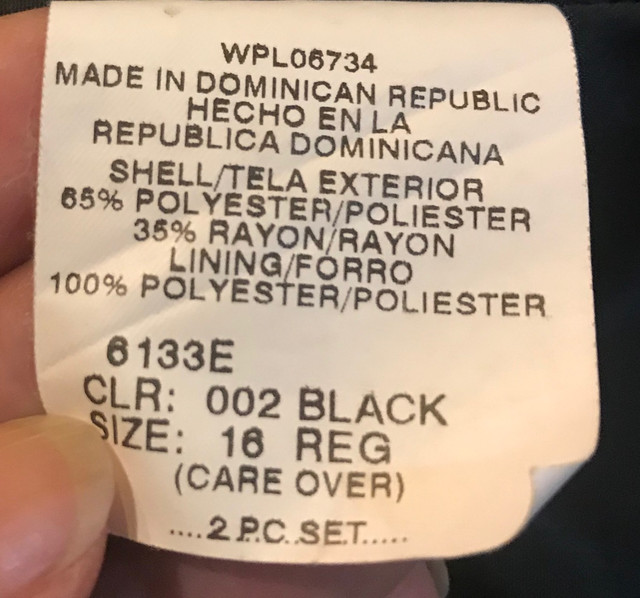 WPL06734
MADE IN DOMINICAN REPUBLIC
HECHO EN LA
REPUBLICA DOMINICANA
SHELL/TELA EXTERIOR
65% POLYESTER/POLIESTER
35% RAYON/RAYON
LINING/FORRO
100% POLYESTER/POLIESTER
6133E
CLR: 002 BLACK
SIZE: 16 REG
(CARE OVER)
....2 P.C. SET.....